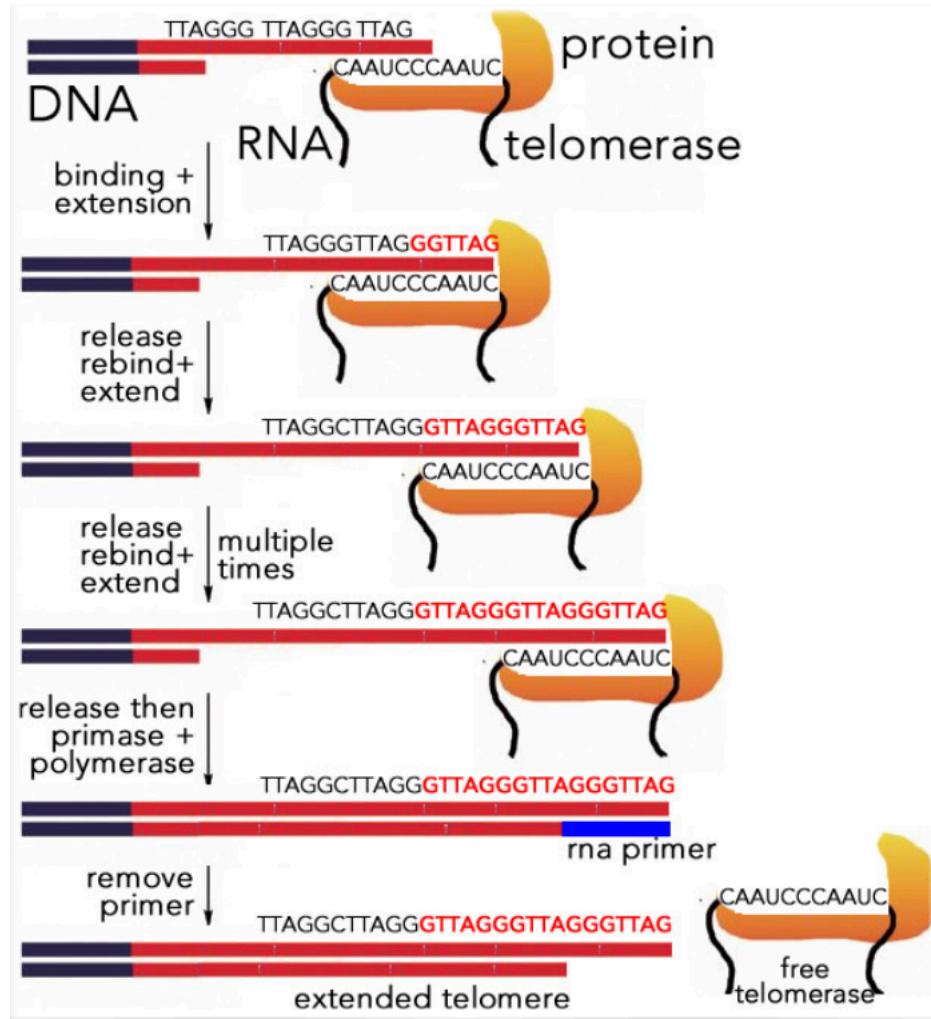 TTAGGG TTAGGG TTAG
protein
CAAUCCCAAUC
DNA
RNA
telomerase
binding +
extension
TTAGGGTTAGGGTTAG
CAAUCCCAAUC
release
rebind+
extend
TTAGGCTTAGGGTTAGGGTTAG
CAAUCCCAAUC
release
rebind+
extend
multiple
times
TTAGGCTTAGGGTTAGGGTTAGGGTTAG
CAAUCCCAAUC
release then
primase +
polymerase
TTAGGCTTAGGGTTAGGGTTAGGGTTAG
rna primer
remove
primer
CAAUCCCAAUC
TTAGGCTTAGGGTTAGGGTTAGGGTTAG
free
telomerase
extended telomere